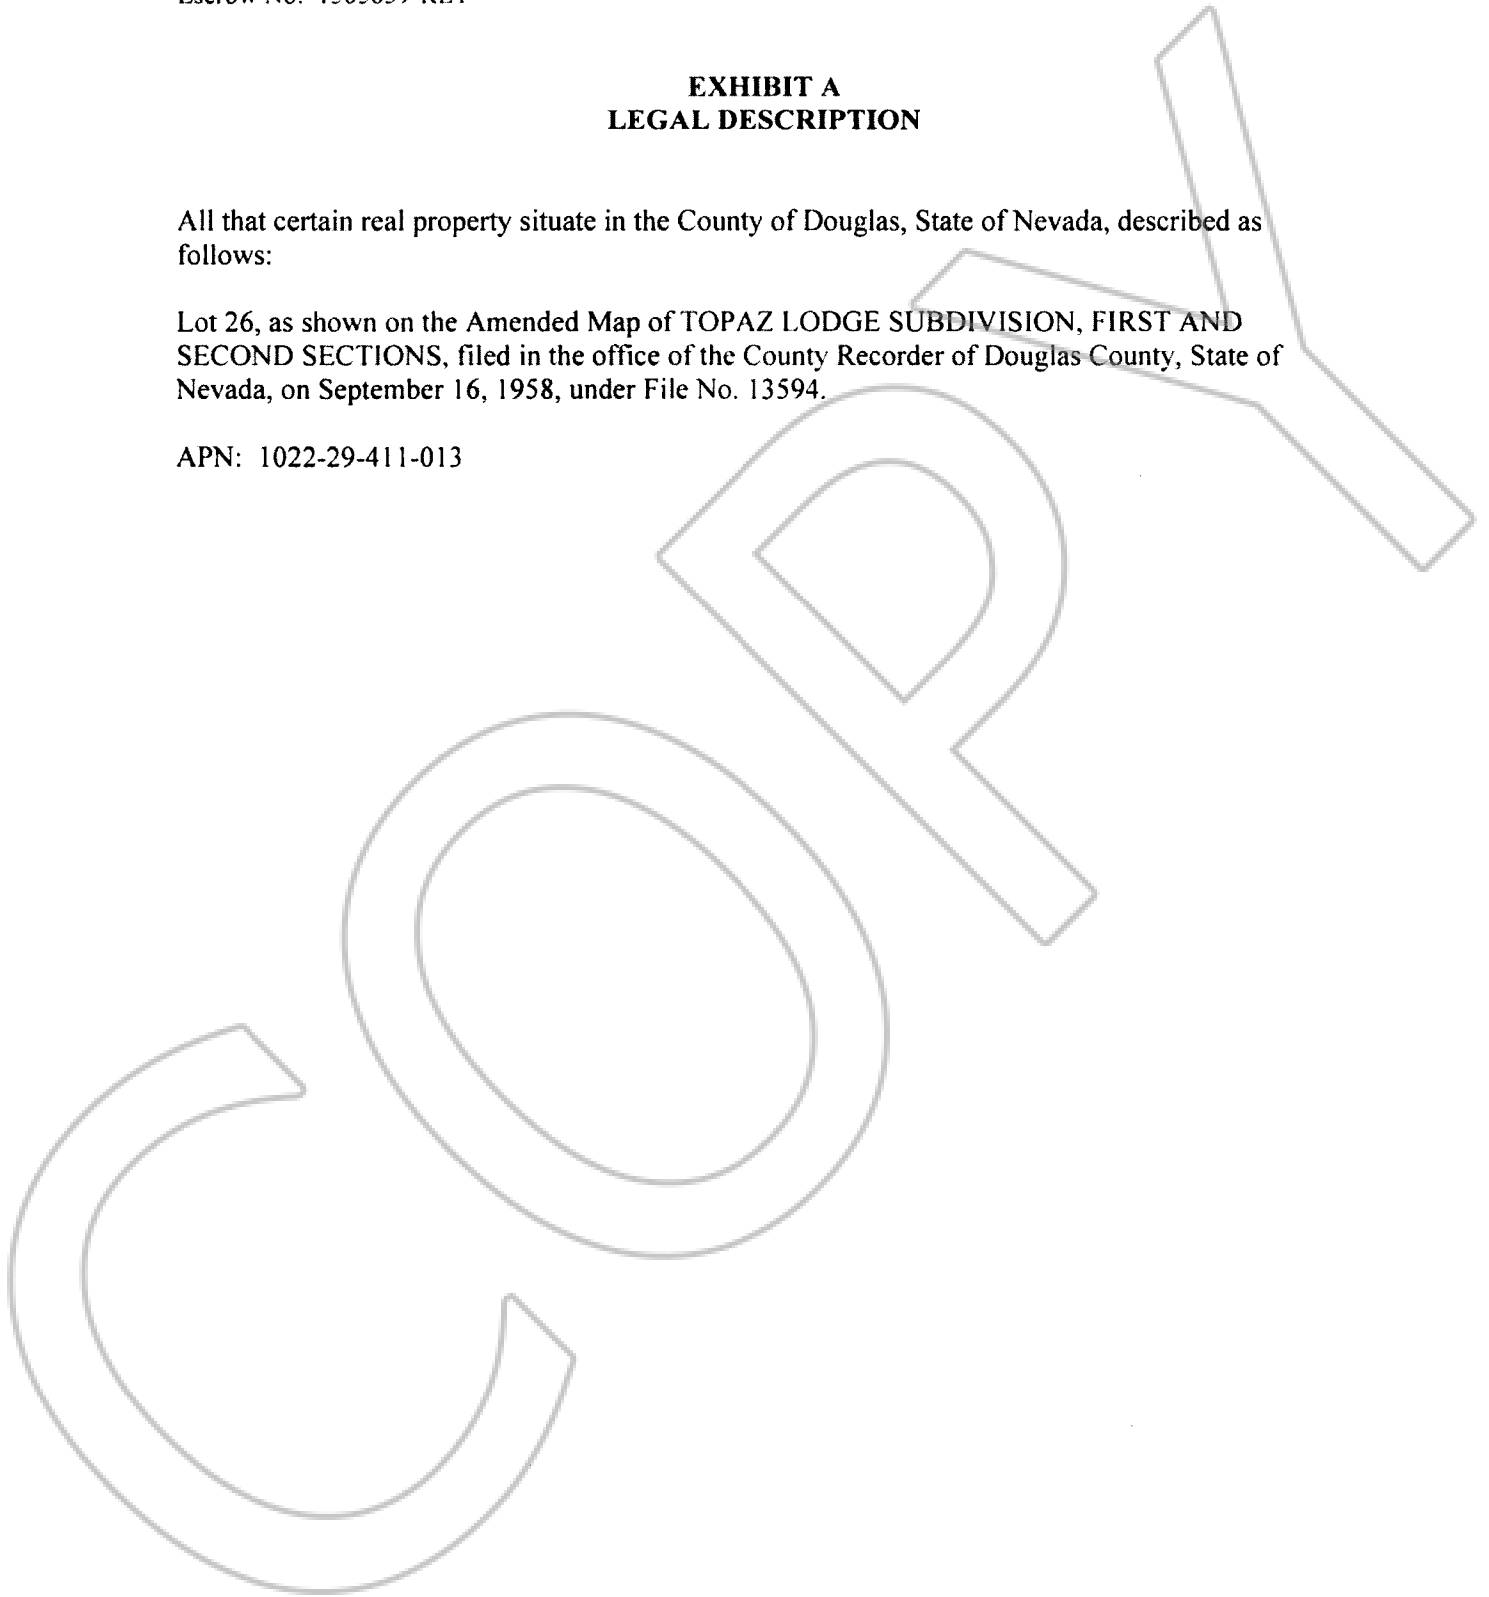 Escrow No.
EXHIBIT A
LEGAL DESCRIPTION
All that certain real property situate in the County of Douglas, State of Nevada, described as
follows:
Lot 26, as shown on the Amended Map of TOPAZ LODGE SUBDIVISION, FIRST AND
SECOND SECTIONS, filed in the office of the County Recorder of Douglas County, State of
Nevada, on September 16, 1958, under File No. 13594.
APN: 1022-29-411-013
COPY